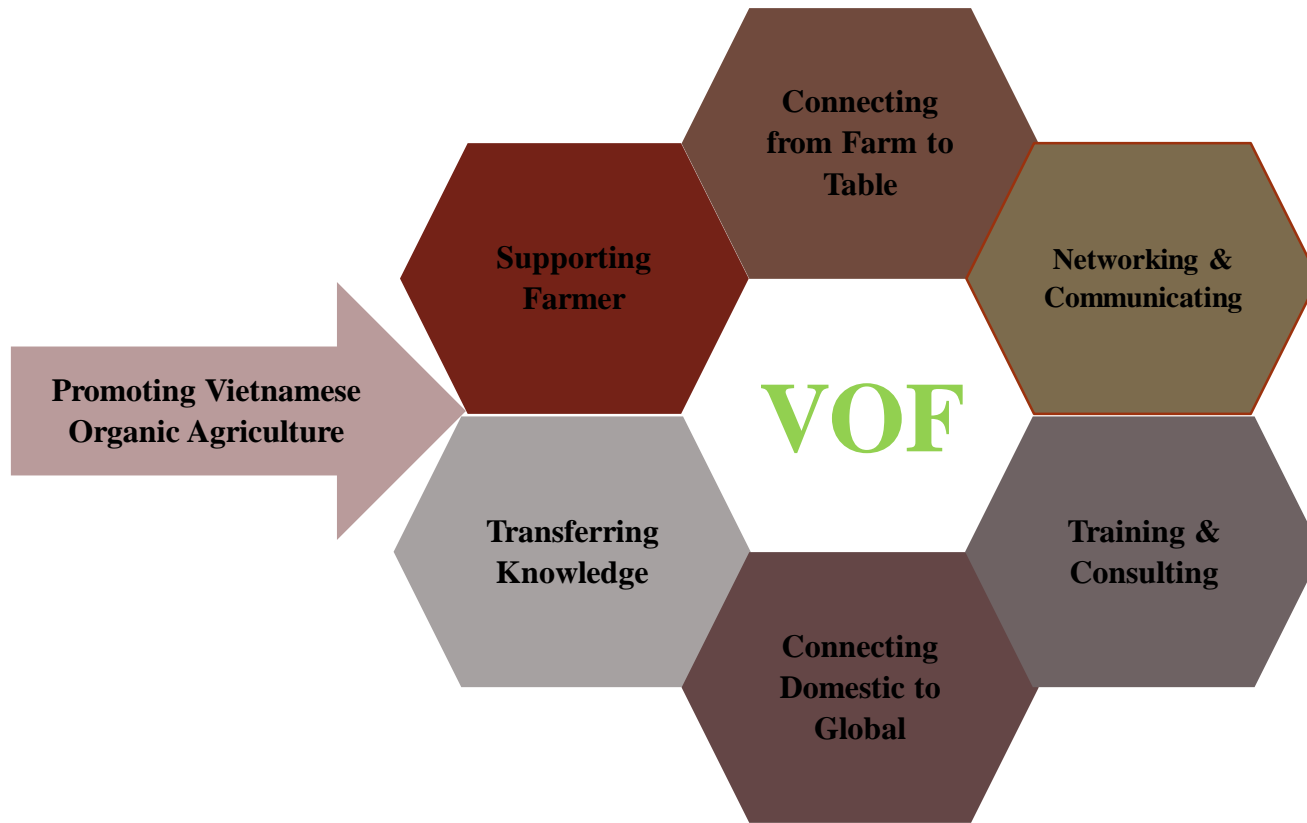 Connecting
from Farm to
Table
Supporting
Farmer
Networking &
Communicating
Promoting Vietnamese
Organic Agriculture
VOF
Transferring
Knowledge
Training &
Consulting
Connecting
Domestic to
Global